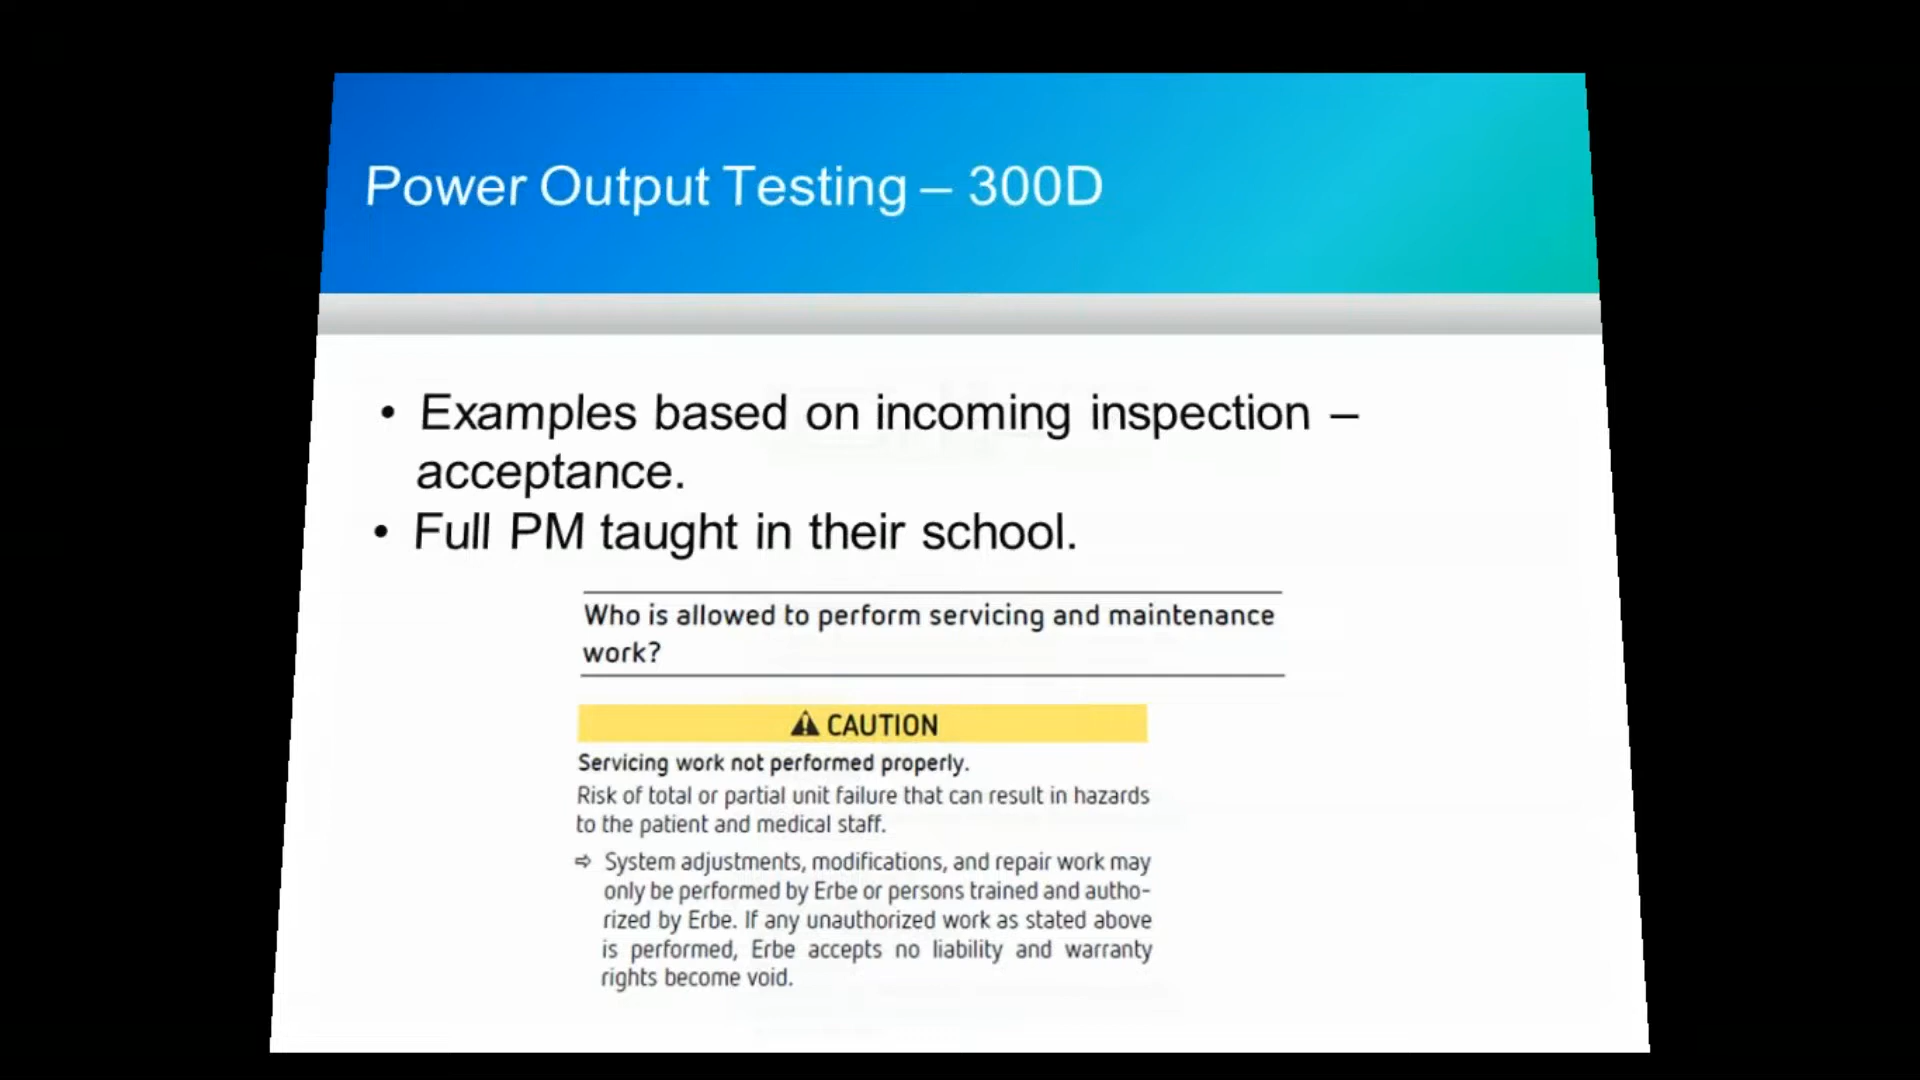 Power Output Testing – 300D
• Examples based on incoming inspection –
acceptance.
• Full PM taught in their school.
Who is allowed to perform servicing and maintenance
work?
⚠ CAUTION
Servicing work not performed properly.
Risk of total or partial unit failure that can result in hazards
to the patient and medical staff.
⇨ System adjustments, modifications, and repair work may
only be performed by Erbe or persons trained and autho-
rized by Erbe. If any unauthorized work as stated above
is performed, Erbe accepts no liability and warranty
rights become void.